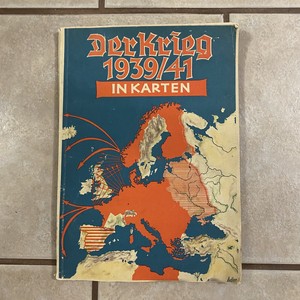 Der Krieg
1939/41
IN KARTEN